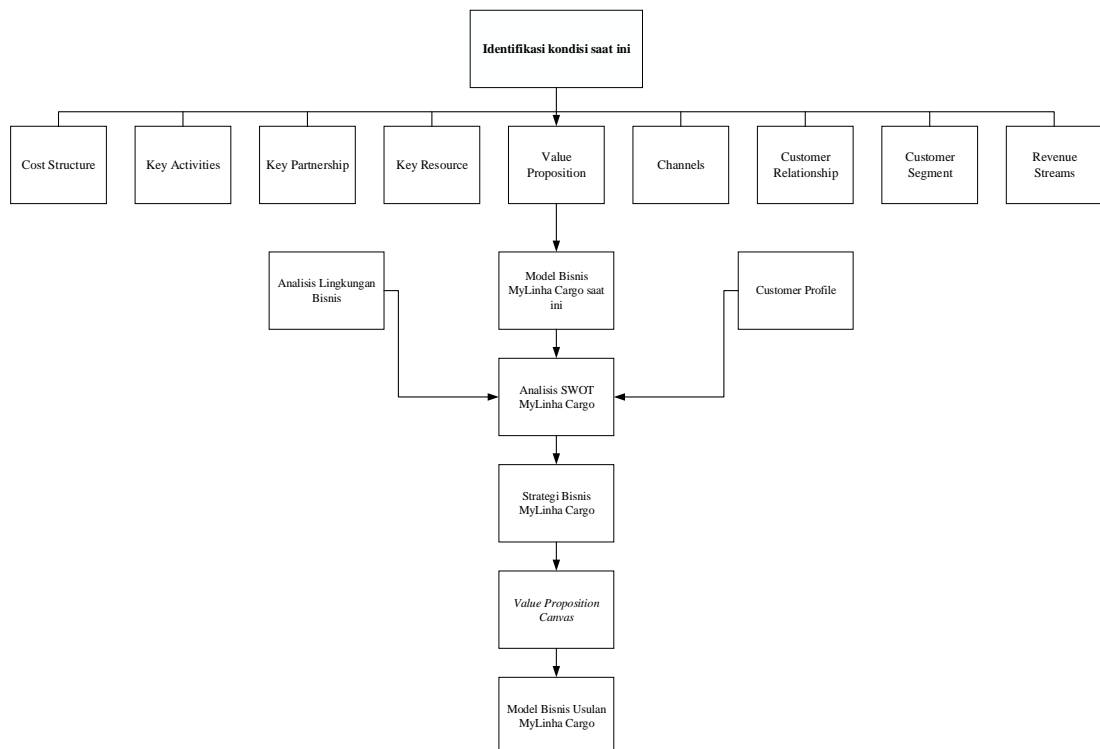 Identifikasi kondisi saat ini
Cost Structure
Key Activities
Key Partnership
Key Resource
Value
Proposition
Channels
Customer
Relationship
Customer
Segment
Revenue
Streams
Analisis Lingkungan
Bisnis
Model Bisnis
MyLinha Cargo saat
ini
Customer Profile
Analisis SWOT
MyLinha Cargo
Strategi Bisnis
MyLinha Cargo
Value Proposition
Canvas
Model Bisnis Usulan
MyLinha Cargo